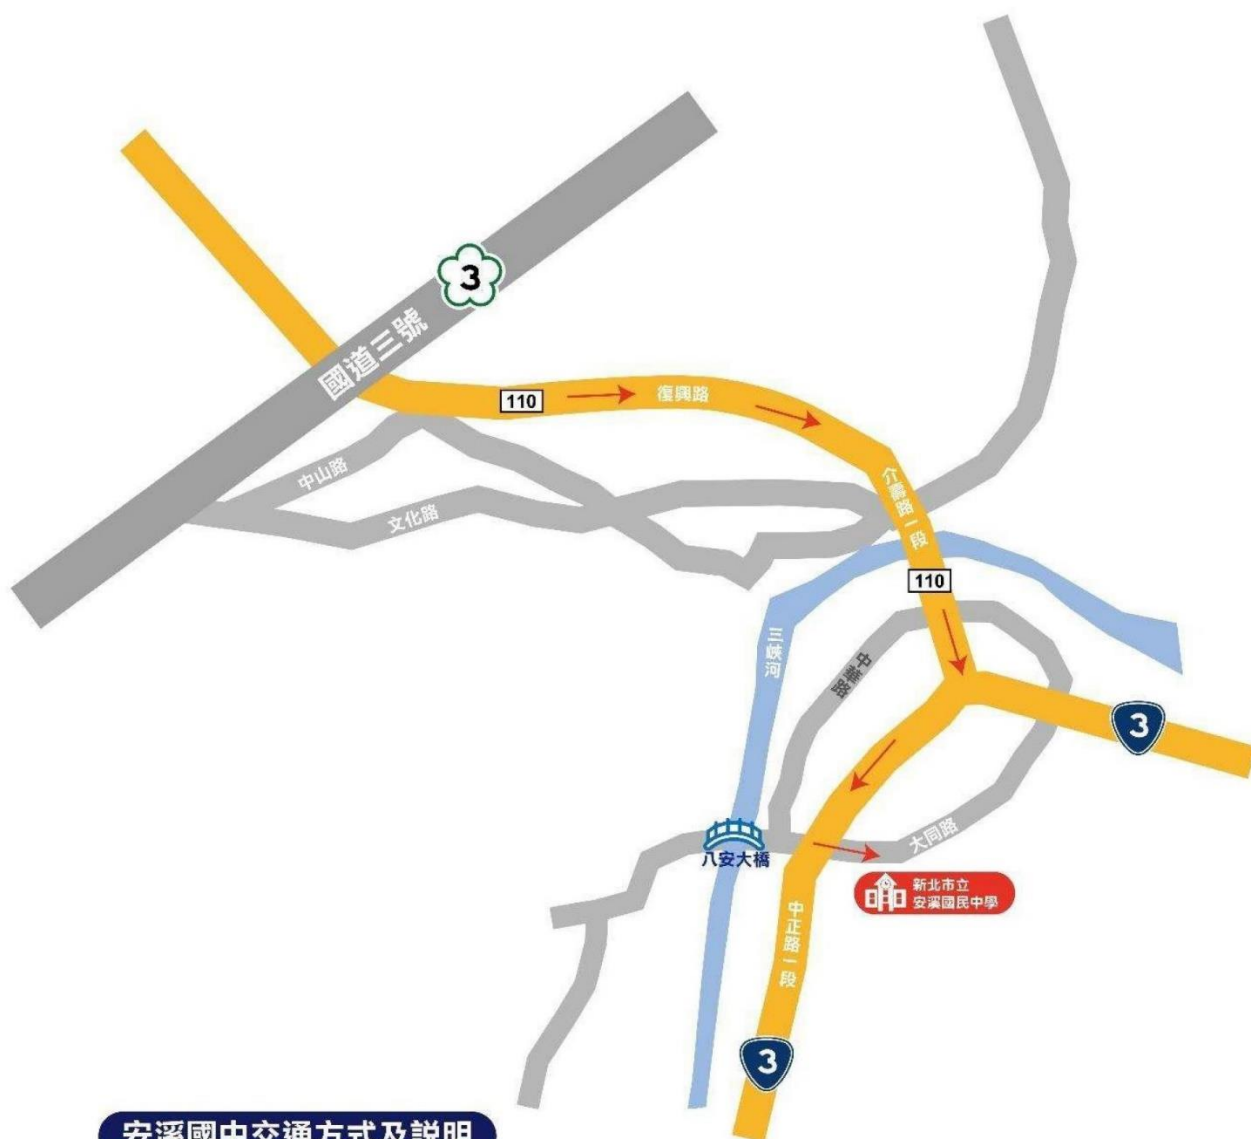 3
國道三號
110
復興路
中山路
文化路
介壽路一段
110
三峽河
中華路
3
八安大橋
大同路
新北市立
安溪國民中學
中正路一段
3
安溪國中交通方式及說明